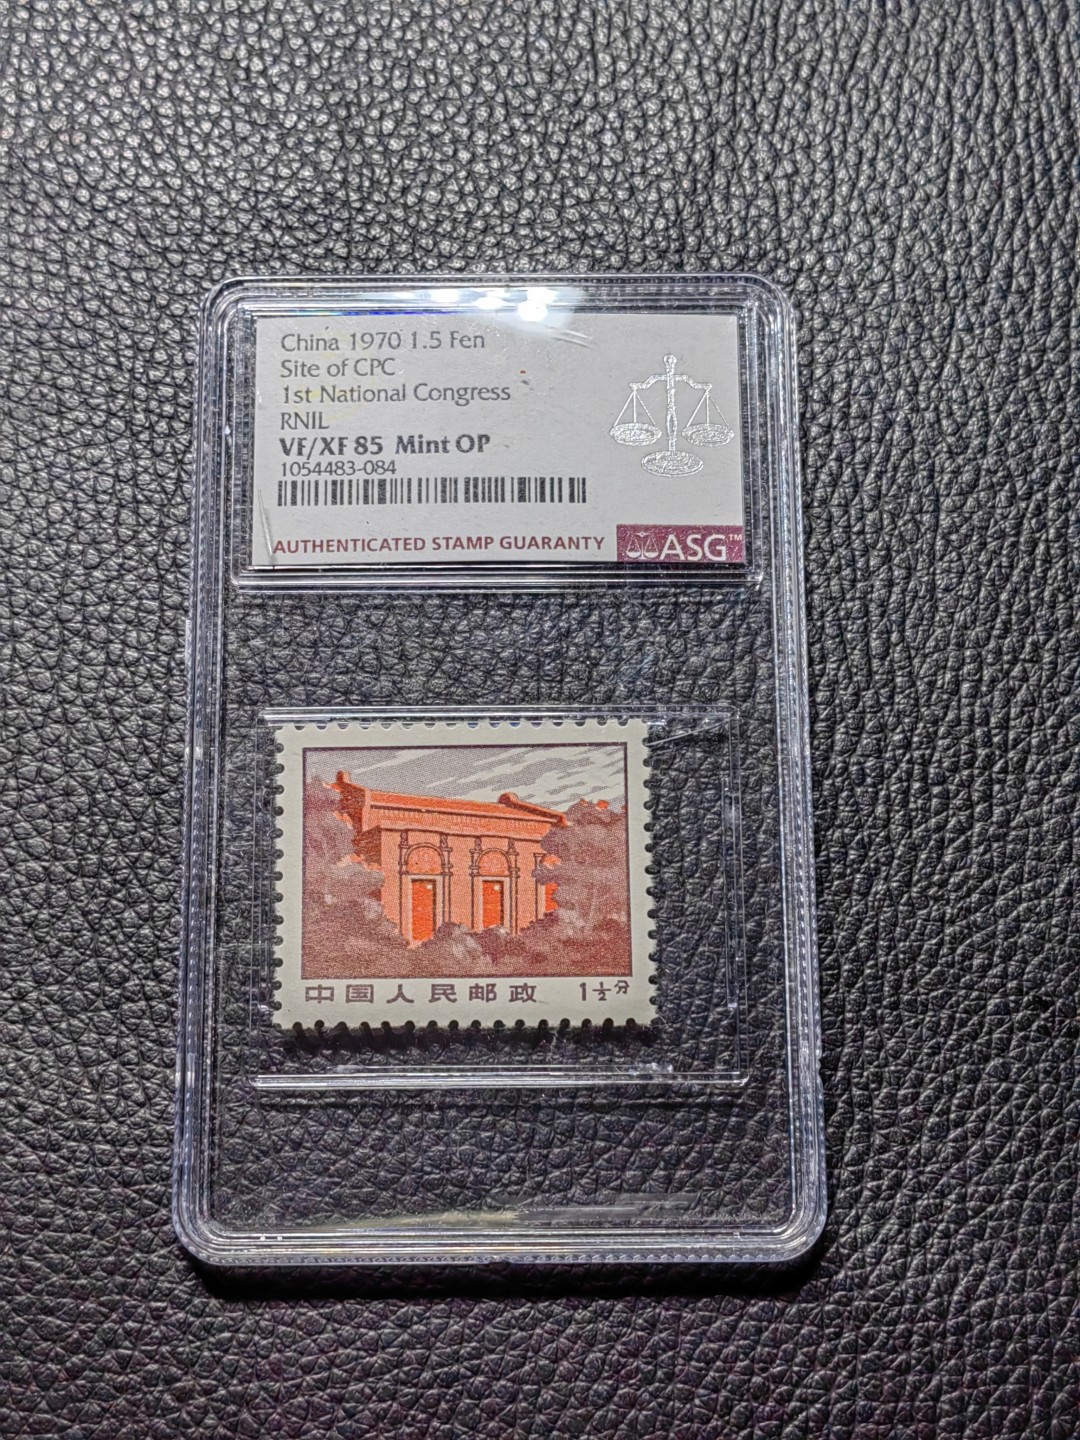 China 1970 1.5 Fen
Site of CPC
1st National Congress
RNIL
VF/XF 85 Mint OP
1054483-084
AUTHENTICATED STAMP GUARANTY ASG™
中国人民邮政 1½分